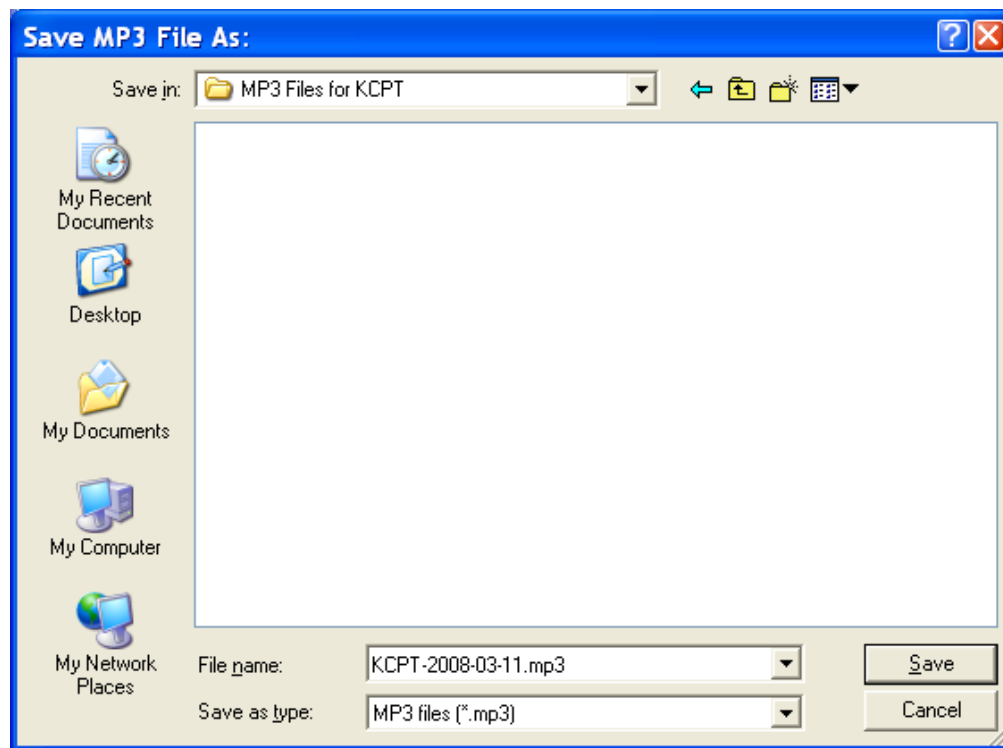 Save MP3 File As:
Save in: MP3 Files for KCPT
My Recent
Documents
Desktop
My Documents
My Computer
My Network
Places
File name: KCPT-2008-03-11.mp3 Save
Save as type: MP3 files (*.mp3) Cancel